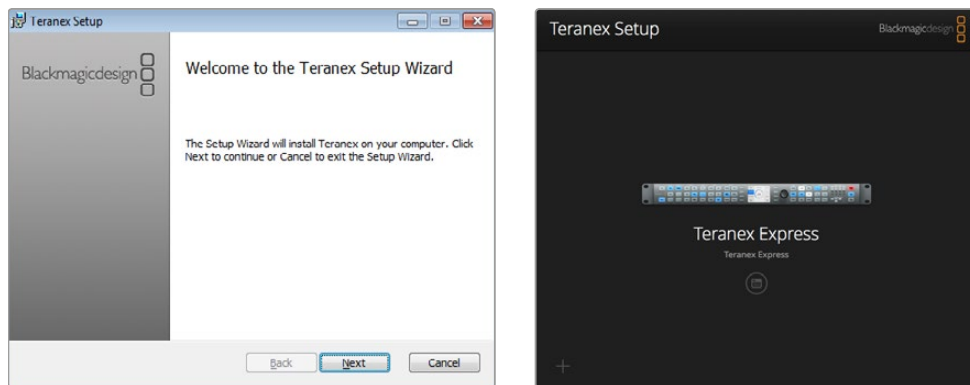 Teranex Setup
Blackmagicdesign
Welcome to the Teranex Setup Wizard
The Setup Wizard will install Teranex on your computer. Click
Next to continue or Cancel to exit the Setup Wizard.
Back
Next
Cancel
Teranex Setup
Blackmagicdesign
Teranex Express
Teranex Express